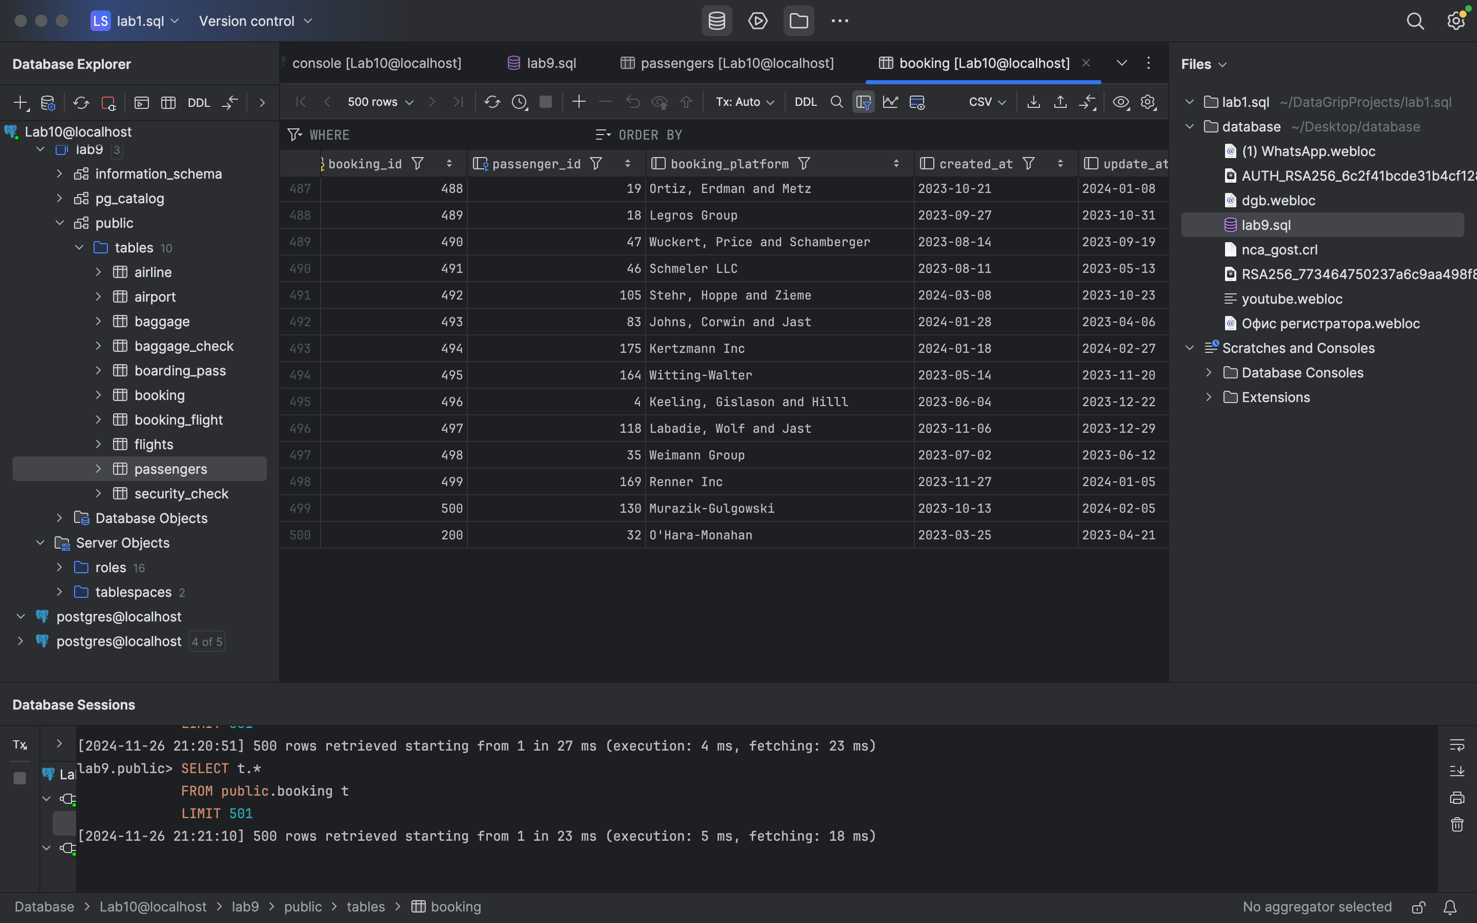 LS lab1.sql Version control
Database Explorer
DDL
Lab10@localhost
lab9 3
information_schema
pg_catalog
public
tables 10
airline
airport
baggage
baggage_check
boarding_pass
booking
booking_flight
flights
passengers
security_check
Database Objects
Server Objects
roles 16
tablespaces 2
postgres@localhost
postgres@localhost 4 of 5
console [Lab10@localhost] lab9.sql passengers [Lab10@localhost] booking [Lab10@localhost]
500 rows Tx: Auto DDL CSV
WHERE ORDER BY
booking_id passenger_id booking_platform created_at update_at
487 488 19 Ortiz, Erdman and Metz 2023-10-21 2024-01-08
488 489 18 Legros Group 2023-09-27 2023-10-31
489 490 47 Wuckert, Price and Schamberger 2023-08-14 2023-09-19
490 491 46 Schmeler LLC 2023-08-11 2023-05-13
491 492 105 Stehr, Hoppe and Zieme 2024-03-08 2023-10-23
492 493 83 Johns, Corwin and Jast 2024-01-28 2023-04-06
493 494 175 Kertzmann Inc 2024-01-18 2024-02-27
494 495 164 Witting-Walter 2023-05-14 2023-11-20
495 496 4 Keeling, Gislason and Hilll 2023-06-04 2023-12-22
496 497 118 Labadie, Wolf and Jast 2023-11-06 2023-12-29
497 498 35 Weimann Group 2023-07-02 2023-06-12
498 499 169 Renner Inc 2023-11-27 2024-01-05
499 500 130 Murazik-Gulgowski 2023-10-13 2024-02-05
500 200 32 O'Hara-Monahan 2023-03-25 2023-04-21
Files
lab1.sql ~/DataGripProjects/lab1.sql
database ~/Desktop/database
(1) WhatsApp.webloc
AUTH_RSA256_6c2f41bcde31b4cf128
dgb.webloc
lab9.sql
nca_gost.crl
RSA256_773464750237a6c9aa498f8
youtube.webloc
Офис регистратора.webloc
Scratches and Consoles
Database Consoles
Extensions
Database Sessions
Tx
La
LIMIT 501
[2024-11-26 21:20:51] 500 rows retrieved starting from 1 in 27 ms (execution: 4 ms, fetching: 23 ms)
lab9.public> SELECT t.*
FROM public.booking t
LIMIT 501
[2024-11-26 21:21:10] 500 rows retrieved starting from 1 in 23 ms (execution: 5 ms, fetching: 18 ms)
Database > Lab10@localhost > lab9 > public > tables > booking
No aggregator selected